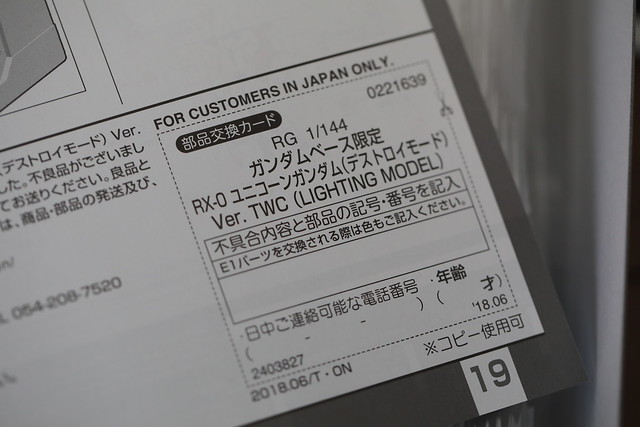 FOR CUSTOMERS IN JAPAN ONLY.
デストロイモード) Ver.
した。不良品がございまし
てお送りください。良品と
は、商品・部品の発送及び、
054-208-7520
0221639
部品交換カード
RG 1/144
ガンダムベース限定
RX-0 ユニコーンガンダム(デストロイモード)
Ver. TWC (LIGHTING MODEL)
不具合内容と部品の記号・番号を記入
E1パーツを交換される際は色もご記入ください。
・日中ご連絡可能な電話番号 ・年齢
( - - ) ( 才)
2403827 '18.06
2018.06/T・ON ※コピー使用可
19